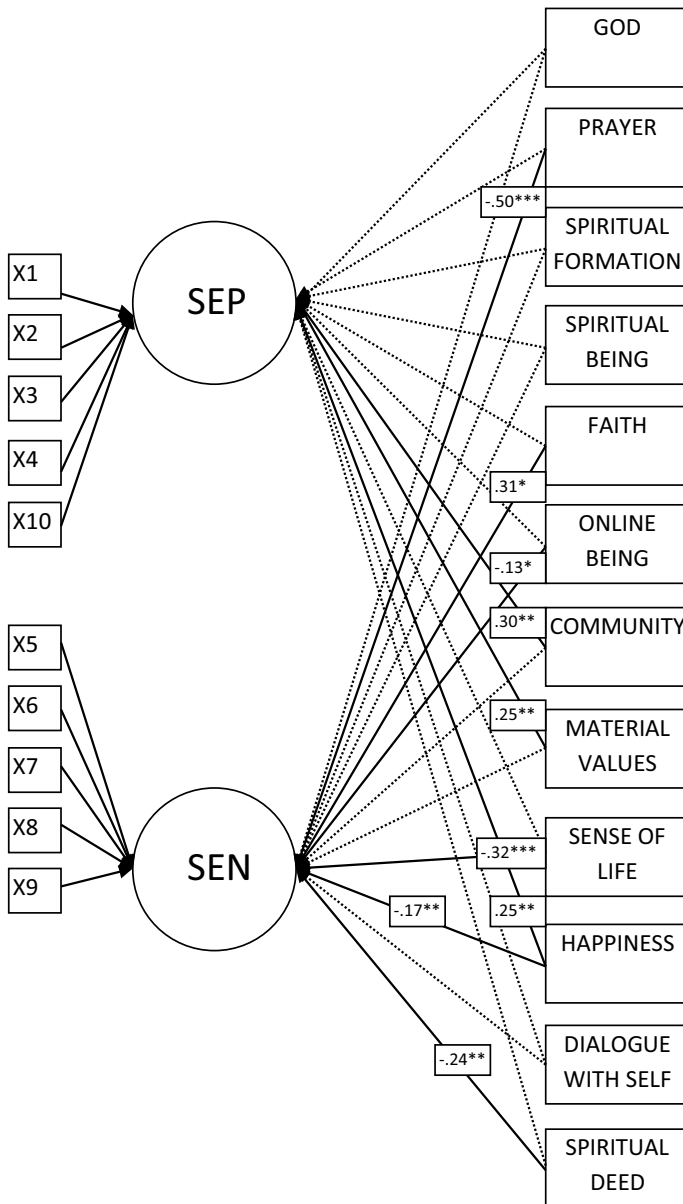 GOD
PRAYER
-.50***
SPIRITUAL
FORMATION
SEP
X1
X2
X3
X4
X10
SPIRITUAL
BEING
FAITH
.31*
ONLINE
BEING
-.13*
COMMUNITY
.30**
X5
X6
X7
X8
X9
SEN
.25**
MATERIAL
VALUES
-.32***
SENSE OF
LIFE
-.17**
.25**
HAPPINESS
DIALOGUE
WITH SELF
-.24**
SPIRITUAL
DEED